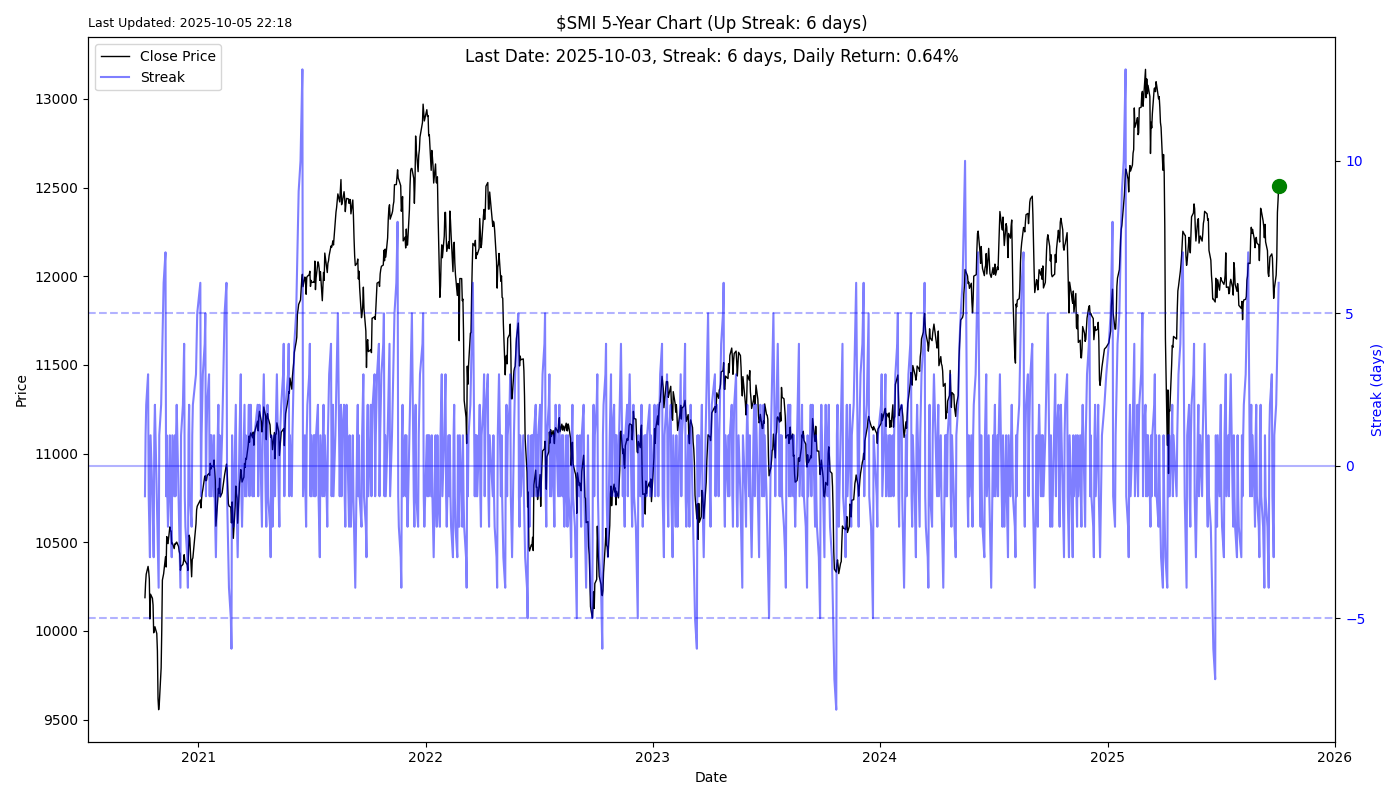 Last Updated: 2025-10-05 22:18
$SMI 5-Year Chart (Up Streak: 6 days)
Last Date: 2025-10-03, Streak: 6 days, Daily Return: 0.64%
Close Price
Streak
13000
12500
12000
11500
11000
10500
10000
9500
Price
10
5
0
−5
Streak (days)
2021
2022
2023
2024
2025
2026
Date